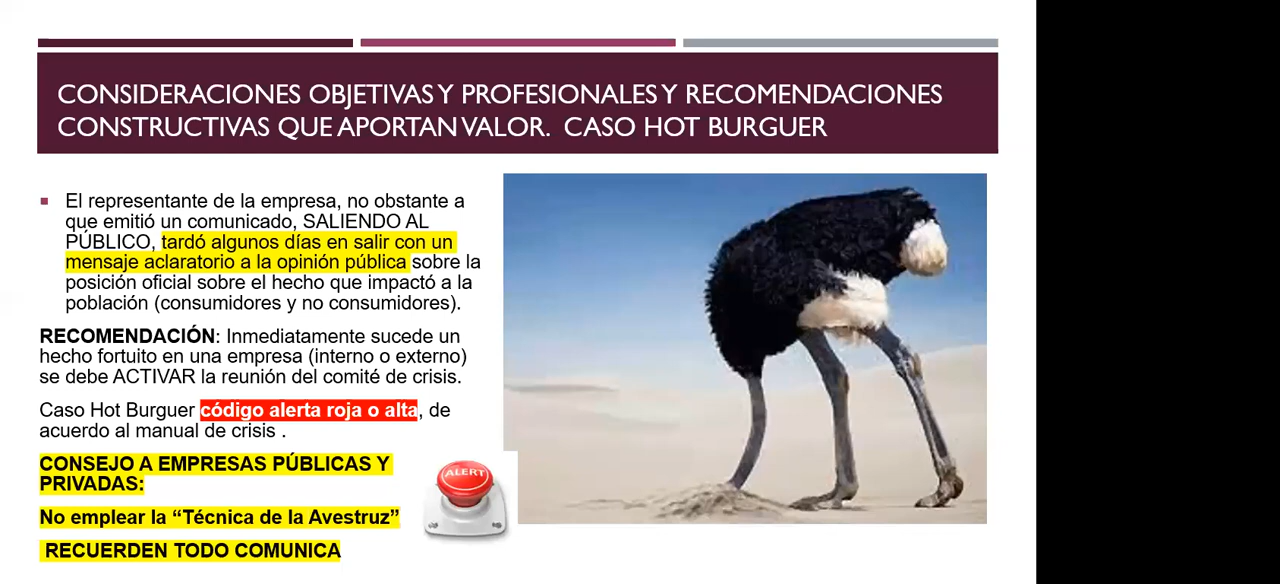 CONSIDERACIONES OBJETIVAS Y PROFESIONALES Y RECOMENDACIONES
CONSTRUCTIVAS QUE APORTAN VALOR. CASO HOT BURGUER
El representante de la empresa, no obstante a
que emitió un comunicado, SALIENDO AL
PÚBLICO, tardó algunos días en salir con un
mensaje aclaratorio a la opinión pública sobre la
posición oficial sobre el hecho que impactó a la
población (consumidores y no consumidores).
RECOMENDACIÓN: Inmediatamente sucede un
hecho fortuito en una empresa (interno o externo)
se debe ACTIVAR la reunión del comité de crisis.
Caso Hot Burguer código alerta roja o alta, de
acuerdo al manual de crisis .
CONSEJO A EMPRESAS PÚBLICAS Y
PRIVADAS:
No emplear la “Técnica de la Avestruz”
RECUERDEN TODO COMUNICA
ALERT